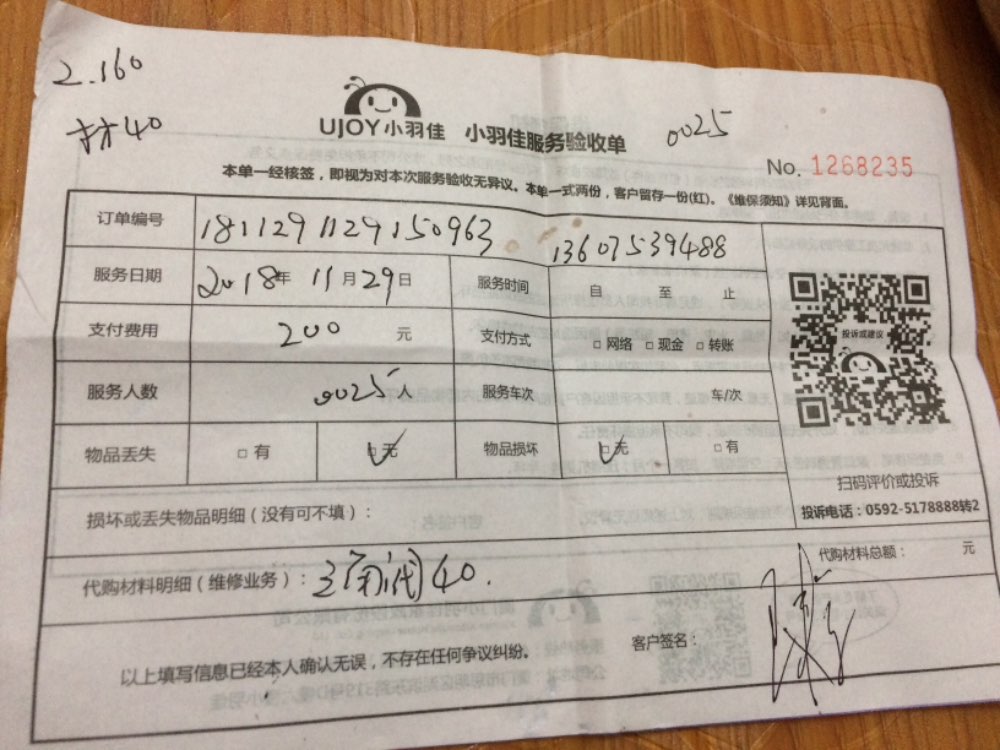 2.160
材40
UJOY小羽佳 小羽佳服务验收单 0025
No. 1268235
本单一经核签，即视为对本次服务验收无异议。本单一式两份，客户留存一份(红)。《维保须知》详见背面。
订单编号 181129 1129 150963 13607539488
服务日期 2018年 11月29日 服务时间 自 至 止
支付费用 200 元 支付方式 □ 网络 □ 现金 □ 转账
投诉或建议
服务人数 0025 服务车次 车/次
物品丢失 □ 有 □ 无 物品损坏 □ 无 □ 有
扫码评价或投诉
投诉电话：0592-5178888转2
损坏或丢失物品明细（没有可不填）：
代购材料总额： 元
代购材料明细（维修业务）： 40.
客户签名：
以上填写信息已经本人确认无误，不存在任何争议纠纷。